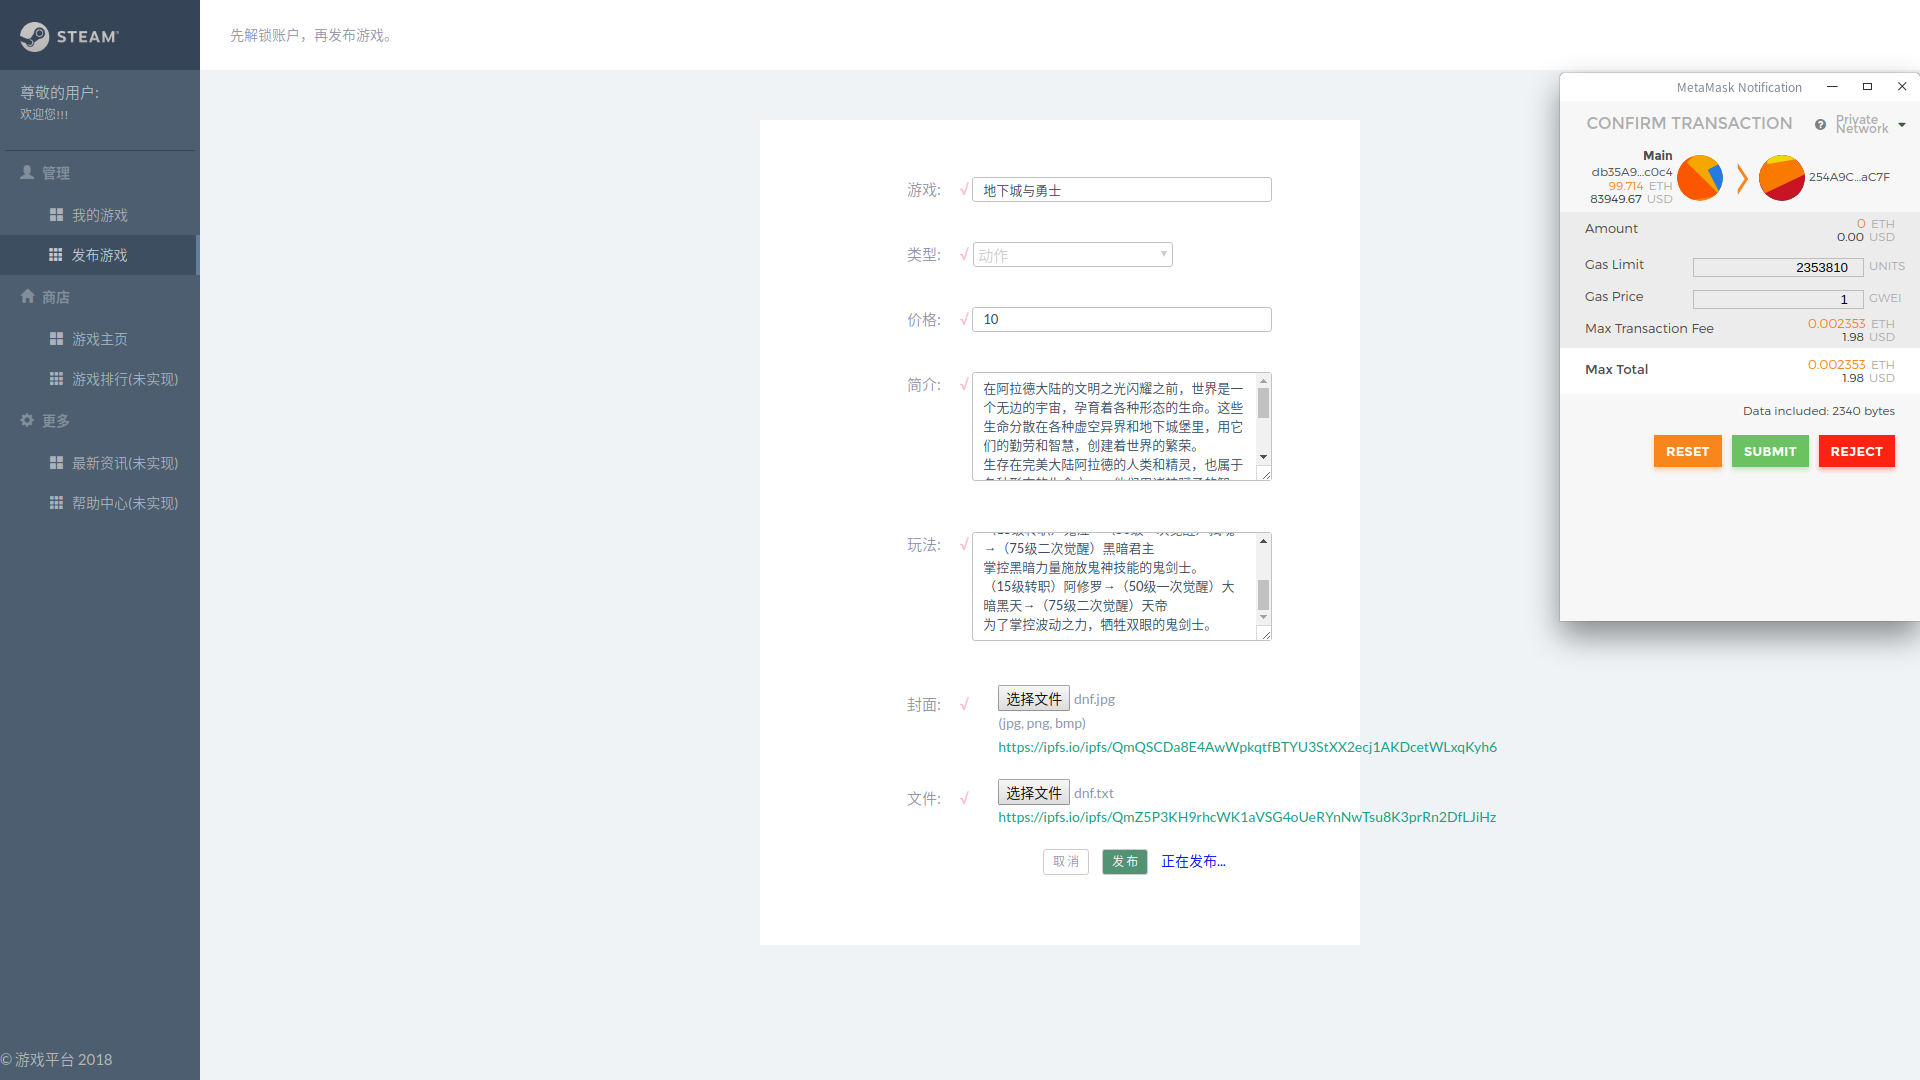 STEAM
尊敬的用户:
欢迎您!!!
管理
我的游戏
发布游戏
商店
游戏主页
游戏排行(未实现)
更多
最新资讯(未实现)
帮助中心(未实现)
© 游戏平台 2018
先解锁账户，再发布游戏。
游戏: √ 地下城与勇士
类型: √ 动作
价格: √ 10
简介: √
在阿拉德大陆的文明之光闪耀之前，世界是一
个无边的宇宙，孕育着各种形态的生命。这些
生命分散在各种虚空异界和地下城堡里，用它
们的勤劳和智慧，创建着世界的繁荣。
生存在完美大陆阿拉德的人类和精灵，也属于
玩法: √
→（75级二次觉醒）黑暗君主
掌控黑暗力量施放鬼神技能的鬼剑士。
（15级转职）阿修罗→（50级一次觉醒）大
暗黑天→（75级二次觉醒）天帝
为了掌控波动之力，牺牲双眼的鬼剑士。
封面: √ 选择文件 dnf.jpg
(jpg, png, bmp)
https://ipfs.io/ipfs/QmQSCDa8E4AwWpkqtfBTYU3StXX2ecj1AKDcetWLxqKyh6
文件: √ 选择文件 dnf.txt
https://ipfs.io/ipfs/QmZ5P3KH9rhcWK1aVSG4oUeRYnNwTsu8K3prRn2DfLJiHz
取消 发布 正在发布...
MetaMask Notification
CONFIRM TRANSACTION
Private
Network
Main
db35A9...c0c4
99.714 ETH
83949.67 USD
254A9C...aC7F
Amount
0 ETH
0.00 USD
Gas Limit 2353810 UNITS
Gas Price 1 GWEI
Max Transaction Fee
0.002353 ETH
1.98 USD
Max Total
0.002353 ETH
1.98 USD
Data included: 2340 bytes
RESET SUBMIT REJECT